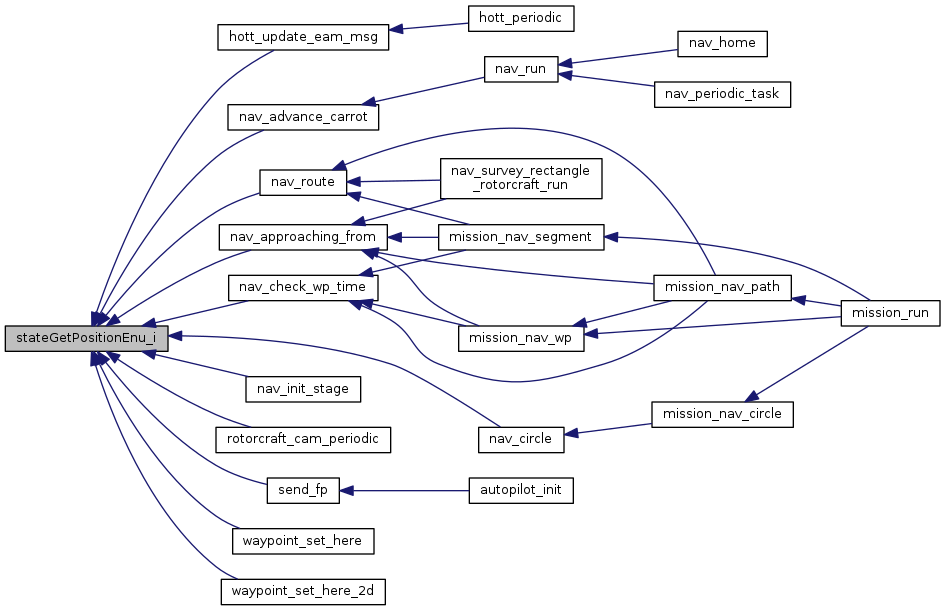 hott_periodic
hott_update_eam_msg
nav_home
nav_run
nav_periodic_task
nav_advance_carrot
nav_survey_rectangle
_rotorcraft_run
nav_route
nav_approaching_from
mission_nav_segment
nav_check_wp_time
mission_nav_path
mission_run
stateGetPositionEnu_i
mission_nav_wp
nav_init_stage
mission_nav_circle
rotorcraft_cam_periodic
nav_circle
send_fp
autopilot_init
waypoint_set_here
waypoint_set_here_2d